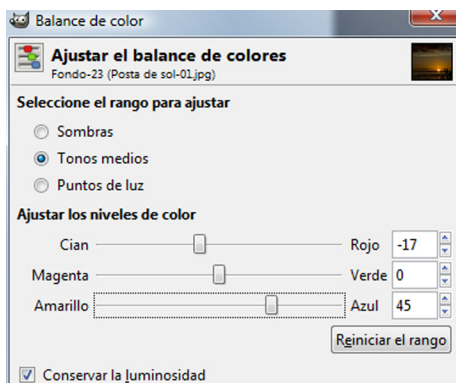 Balance de color
Ajustar el balance de colores
Fondo-23 (Posta de sol-01.jpg)
Seleccione el rango para ajustar
Sombras
Tonos medios
Puntos de luz
Ajustar los niveles de color
Cian Rojo -17
Magenta Verde 0
Amarillo Azul 45
Reiniciar el rango
Conservar la luminosidad